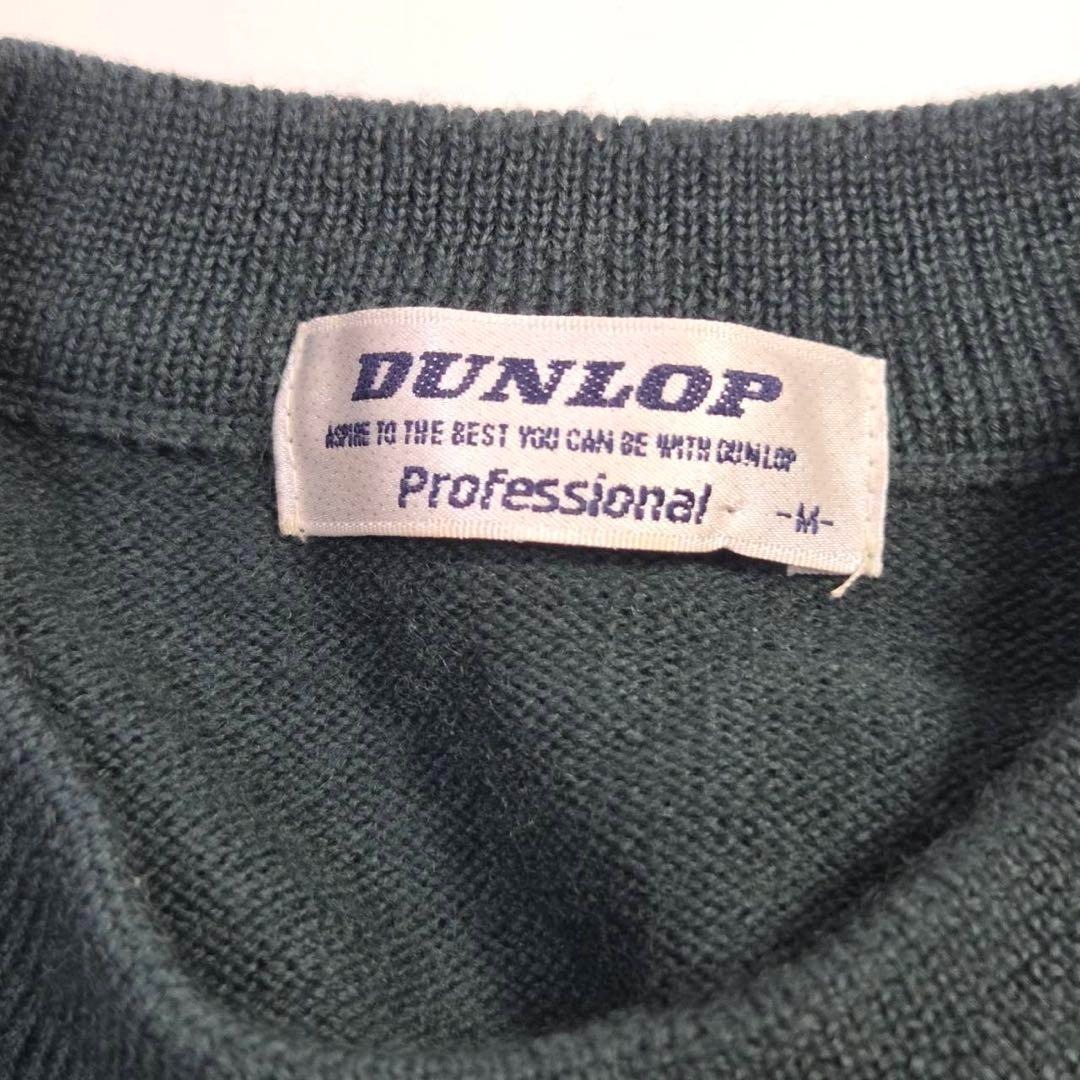 DUNLOP
ASPIRE TO THE BEST YOU CAN BE WITH DUNLOP
Professional
-M-